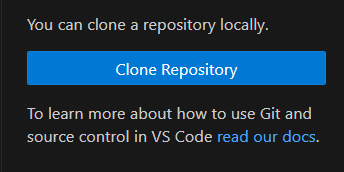 You can clone a repository locally.
Clone Repository
To learn more about how to use Git and
source control in VS Code read our docs.